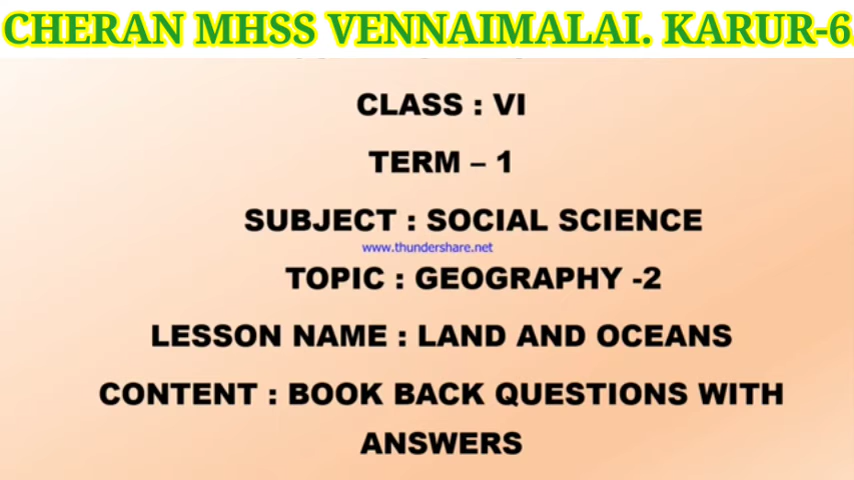 CHERAN MHSS VENNAIMALAI. KARUR-6
CLASS : VI
TERM – 1
SUBJECT : SOCIAL SCIENCE
www.thundershare.net
TOPIC : GEOGRAPHY -2
LESSON NAME : LAND AND OCEANS
CONTENT : BOOK BACK QUESTIONS WITH
ANSWERS